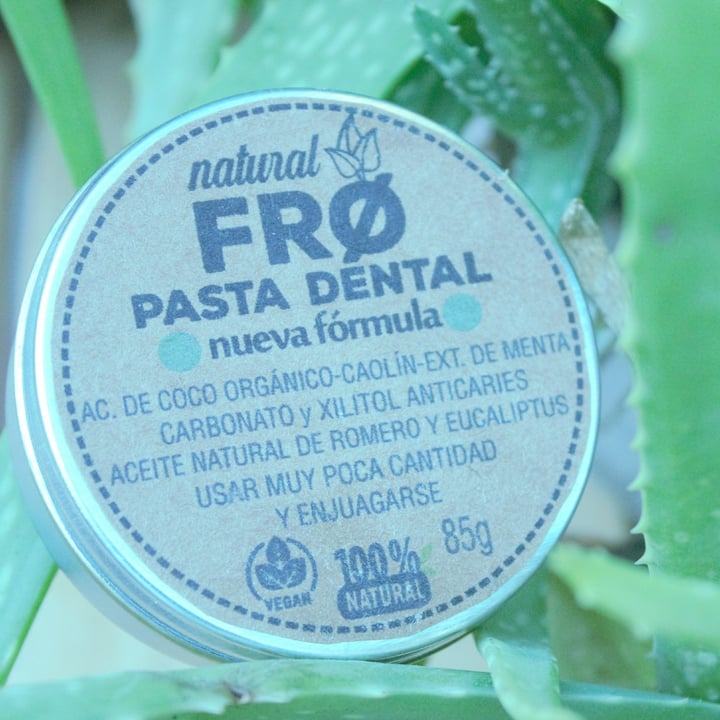 natural
FRØ
PASTA DENTAL
nueva fórmula
AC. DE COCO ORGÁNICO-CAOLÍN-EXT. DE MENTA
CARBONATO y XILITOL ANTICARIES
ACEITE NATURAL DE ROMERO Y EUCALIPTUS
USAR MUY POCA CANTIDAD
Y ENJUAGARSE
VEGAN
100%
NATURAL
85g